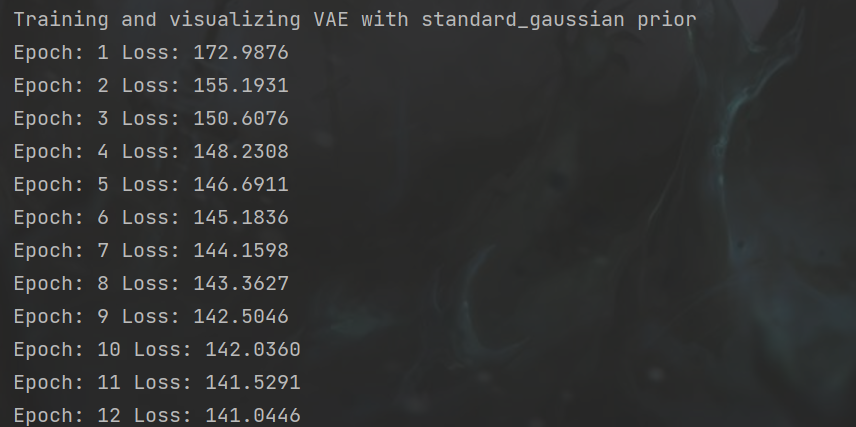 Training and visualizing VAE with standard_gaussian prior
Epoch: 1 Loss: 172.9876
Epoch: 2 Loss: 155.1931
Epoch: 3 Loss: 150.6076
Epoch: 4 Loss: 148.2308
Epoch: 5 Loss: 146.6911
Epoch: 6 Loss: 145.1836
Epoch: 7 Loss: 144.1598
Epoch: 8 Loss: 143.3627
Epoch: 9 Loss: 142.5046
Epoch: 10 Loss: 142.0360
Epoch: 11 Loss: 141.5291
Epoch: 12 Loss: 141.0446